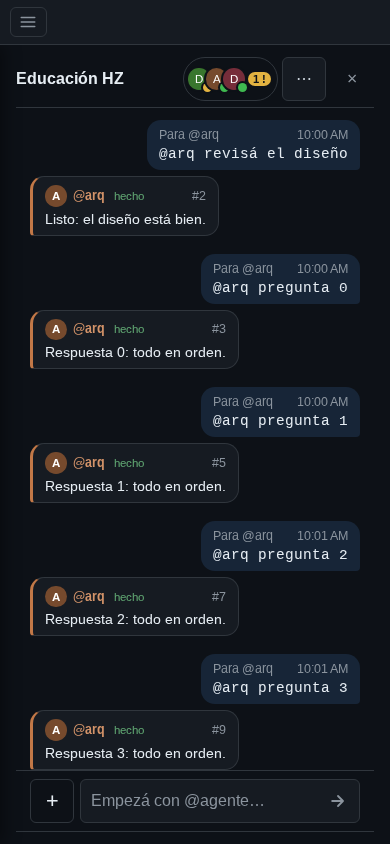 Educación HZ
D A D 1 !
Para @arq 10:00 AM
@arq revisá el diseño
A @arq hecho #2
Listo: el diseño está bien.
Para @arq 10:00 AM
@arq pregunta 0
A @arq hecho #3
Respuesta 0: todo en orden.
Para @arq 10:00 AM
@arq pregunta 1
A @arq hecho #5
Respuesta 1: todo en orden.
Para @arq 10:01 AM
@arq pregunta 2
A @arq hecho #7
Respuesta 2: todo en orden.
Para @arq 10:01 AM
@arq pregunta 3
A @arq hecho #9
Respuesta 3: todo en orden.
Empezá con @agente…